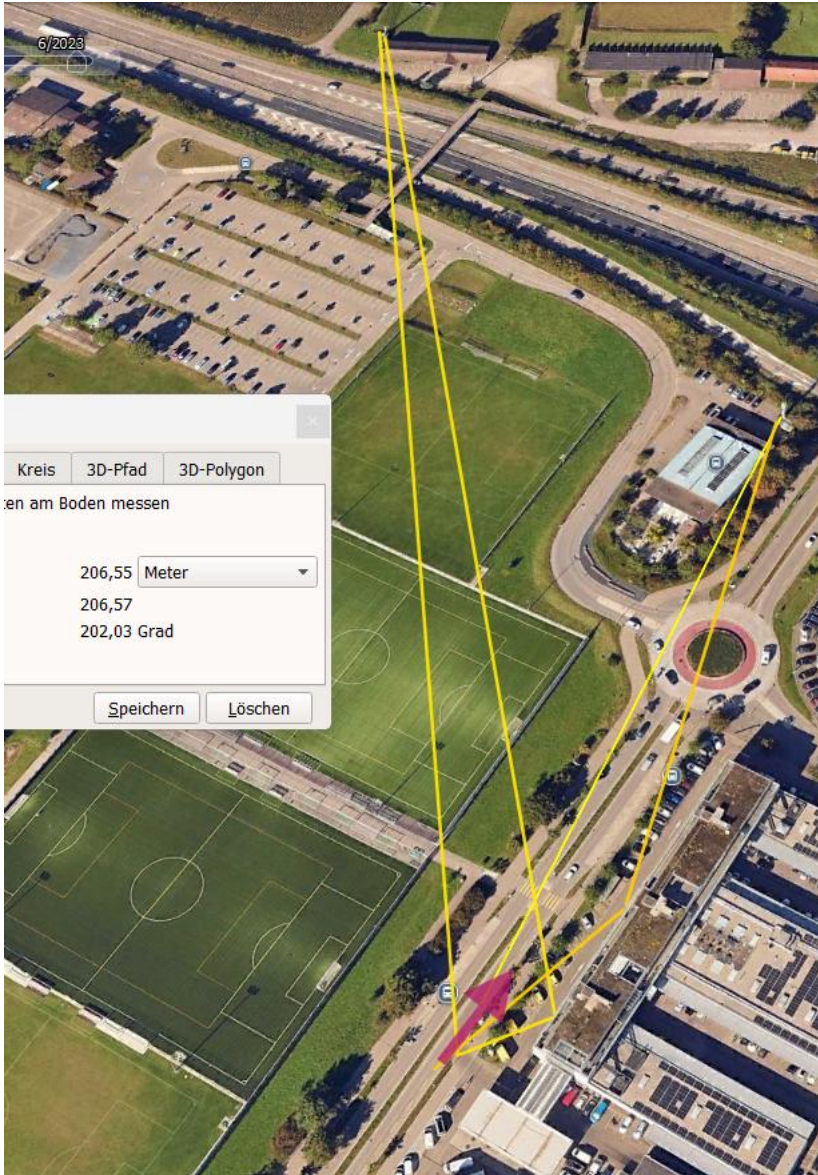 6/2023
Kreis 3D-Pfad 3D-Polygon
ten am Boden messen
206,55 Meter
206,57
202,03 Grad
Speichern Löschen